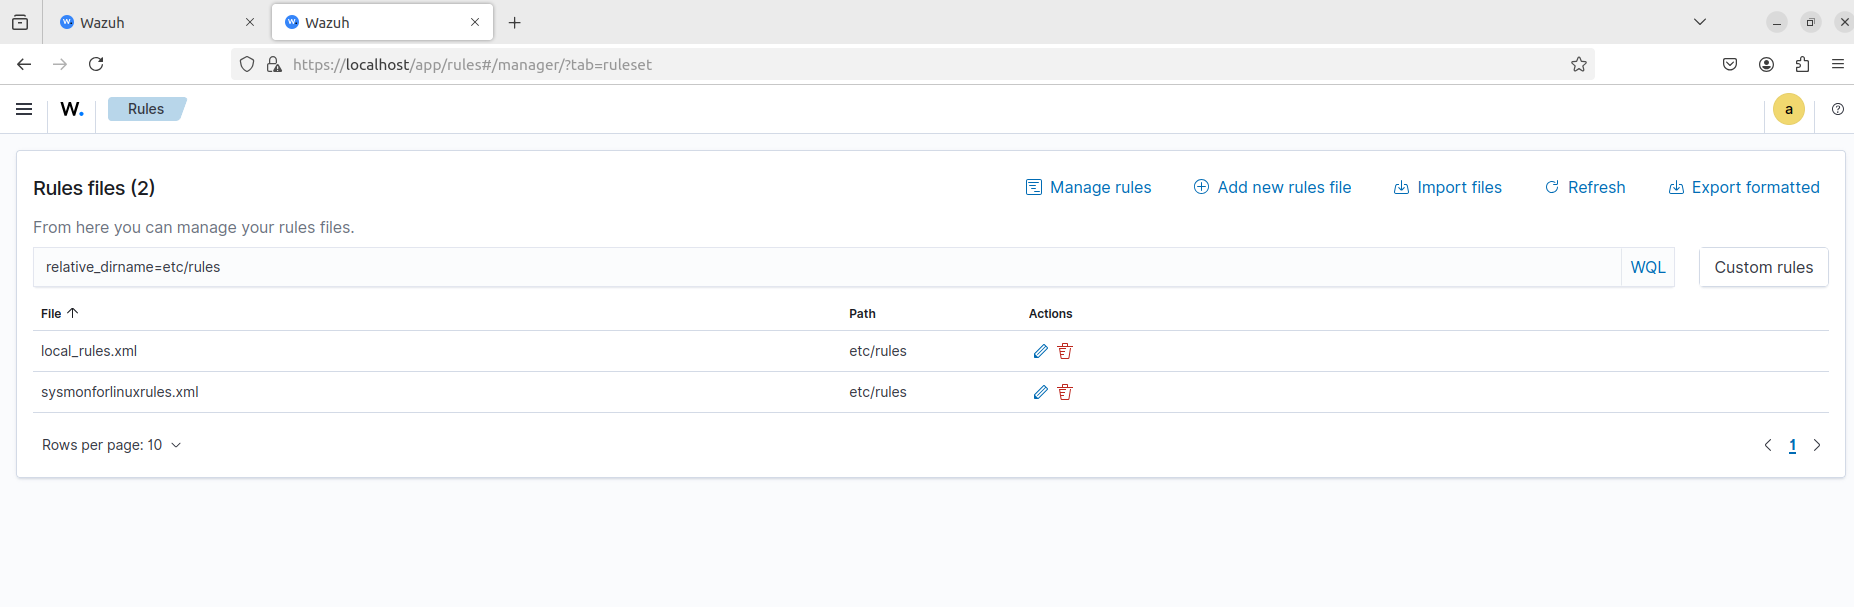 Wazuh
Wazuh
https://localhost/app/rules#/manager/?tab=ruleset
W. Rules a
Rules files (2) Manage rules Add new rules file Import files Refresh Export formatted
From here you can manage your rules files.
relative_dirname=etc/rules WQL Custom rules
File Path Actions
local_rules.xml etc/rules
sysmonforlinuxrules.xml etc/rules
Rows per page: 10 1